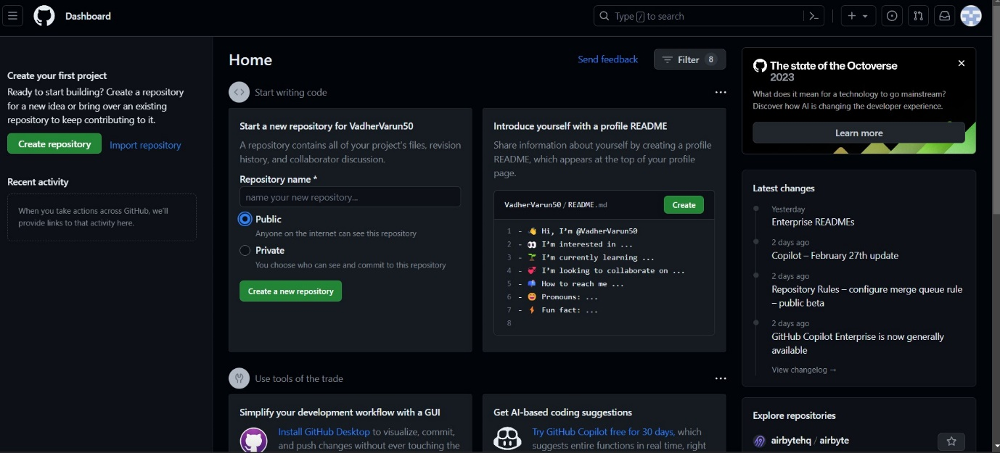 Dashboard
Type / to search
Create your first project
Ready to start building? Create a repository
for a new idea or bring over an existing
repository to keep contributing to it.
Create repository
Import repository
Recent activity
When you take actions across GitHub, we'll
provide links to that activity here.
Home
Send feedback
Filter 8
Start writing code
Start a new repository for VadherVarun50
A repository contains all of your project's files, revision
history, and collaborator discussion.
Repository name *
name your new repository...
Public
Anyone on the internet can see this repository
Private
You choose who can see and commit to this repository
Create a new repository
Introduce yourself with a profile README
Share information about yourself by creating a profile
README, which appears at the top of your profile
page.
VadherVarun50 / README.md
Create
1 - 👋 Hi, I'm @VadherVarun50
2 - 👀 I'm interested in ...
3 - 🌱 I'm currently learning ...
4 - 💞️ I'm looking to collaborate on ...
5 - 📫 How to reach me ...
6 - 😄 Pronouns: ...
7 - ⚡ Fun fact: ...
8
Use tools of the trade
Simplify your development workflow with a GUI
Install GitHub Desktop to visualize, commit,
and push changes without ever touching the
Get AI-based coding suggestions
Try GitHub Copilot free for 30 days, which
suggests entire functions in real time, right
The state of the Octoverse
2023
What does it mean for a technology to go mainstream?
Discover how AI is changing the developer experience.
Learn more
Latest changes
Yesterday
Enterprise READMEs
2 days ago
Copilot – February 27th update
2 days ago
Repository Rules – configure merge queue rule
– public beta
2 days ago
GitHub Copilot Enterprise is now generally
available
View changelog →
Explore repositories
airbytehq / airbyte